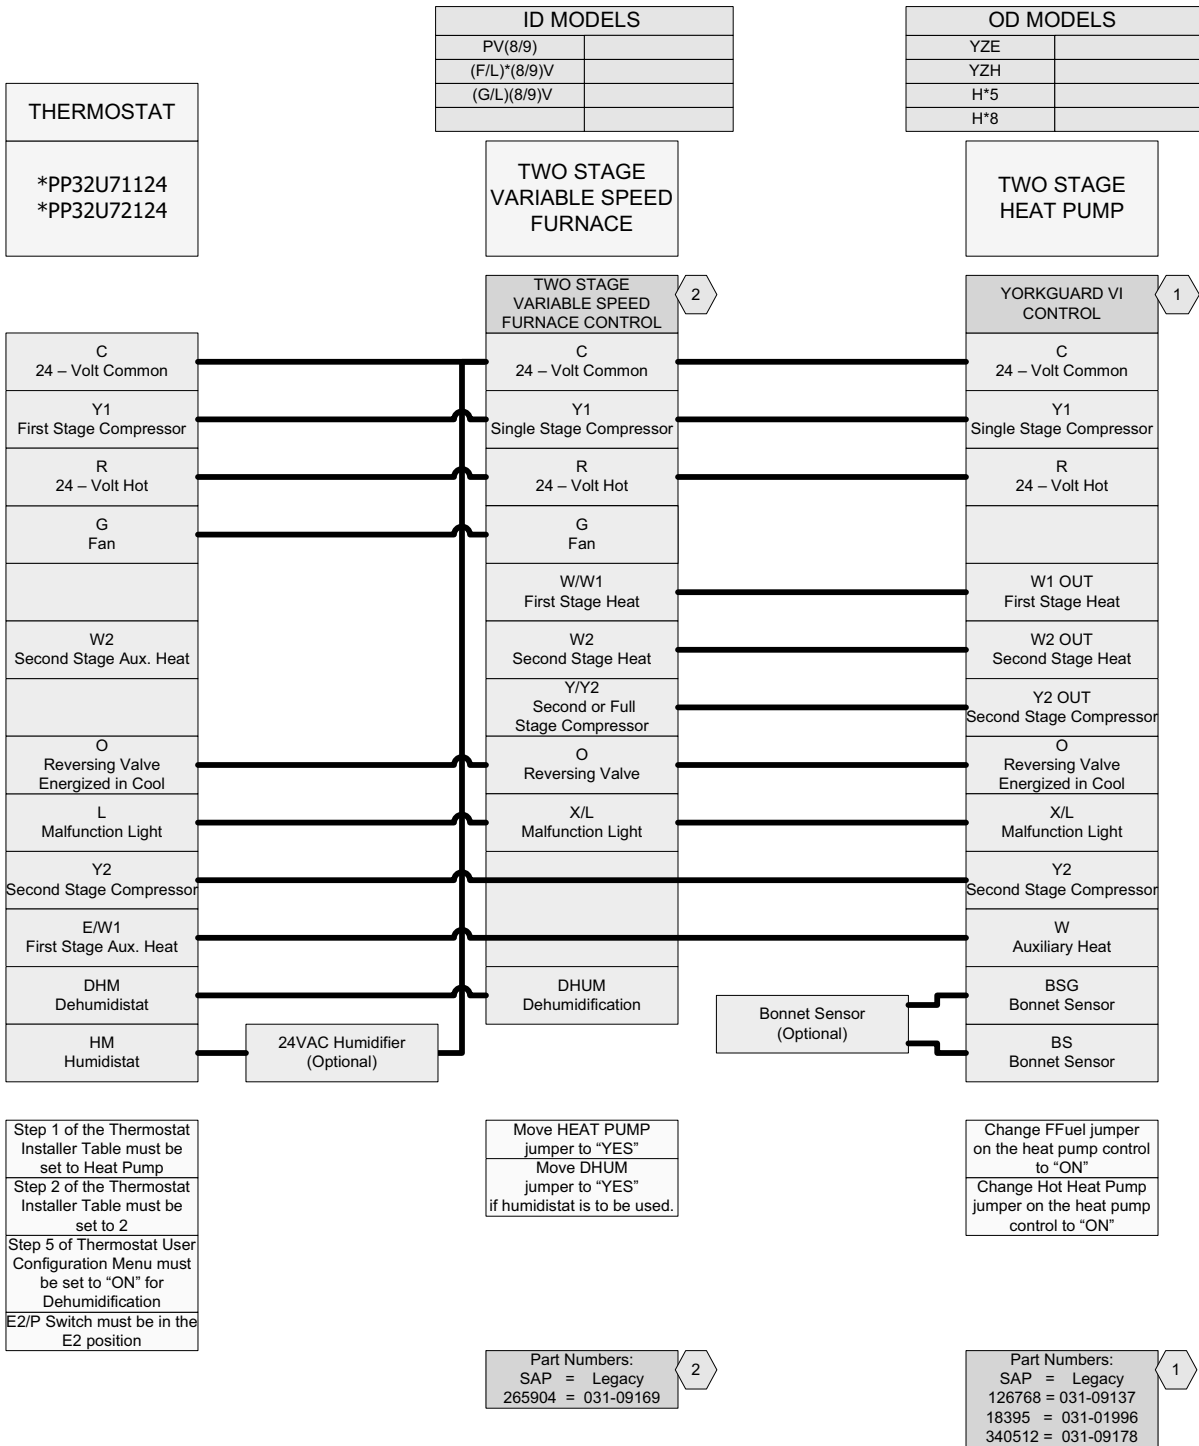 ID MODELS
PV(8/9)
(F/L)*(8/9)V
(G/L)(8/9)V
OD MODELS
YZE
YZH
H*5
H*8
THERMOSTAT
*PP32U71124
*PP32U72124
TWO STAGE
VARIABLE SPEED
FURNACE
TWO STAGE
HEAT PUMP
TWO STAGE
VARIABLE SPEED
FURNACE CONTROL
2
YORKGUARD VI
CONTROL
1
C
24 – Volt Common
C
24 – Volt Common
C
24 – Volt Common
Y1
First Stage Compressor
Y1
Single Stage Compressor
Y1
Single Stage Compressor
R
24 – Volt Hot
R
24 – Volt Hot
R
24 – Volt Hot
G
Fan
G
Fan
W/W1
First Stage Heat
W1 OUT
First Stage Heat
W2
Second Stage Aux. Heat
W2
Second Stage Heat
W2 OUT
Second Stage Heat
Y/Y2
Second or Full
Stage Compressor
Y2 OUT
Second Stage Compressor
O
Reversing Valve
Energized in Cool
O
Reversing Valve
O
Reversing Valve
Energized in Cool
L
Malfunction Light
X/L
Malfunction Light
X/L
Malfunction Light
Y2
Second Stage Compressor
Y2
Second Stage Compressor
E/W1
First Stage Aux. Heat
W
Auxiliary Heat
DHM
Dehumidistat
DHUM
Dehumidification
Bonnet Sensor
(Optional)
BSG
Bonnet Sensor
HM
Humidistat
24VAC Humidifier
(Optional)
BS
Bonnet Sensor
Step 1 of the Thermostat
Installer Table must be
set to Heat Pump
Step 2 of the Thermostat
Installer Table must be
set to 2
Step 5 of Thermostat User
Configuration Menu must
be set to “ON” for
Dehumidification
E2/P Switch must be in the
E2 position
Move HEAT PUMP
jumper to “YES”
Move DHUM
jumper to “YES”
if humidistat is to be used.
Change FFuel jumper
on the heat pump control
to “ON”
Change Hot Heat Pump
jumper on the heat pump
control to “ON”
Part Numbers:
SAP = Legacy
265904 = 031-09169
2
Part Numbers:
SAP = Legacy
126768 = 031-09137
18395 = 031-01996
340512 = 031-09178
1